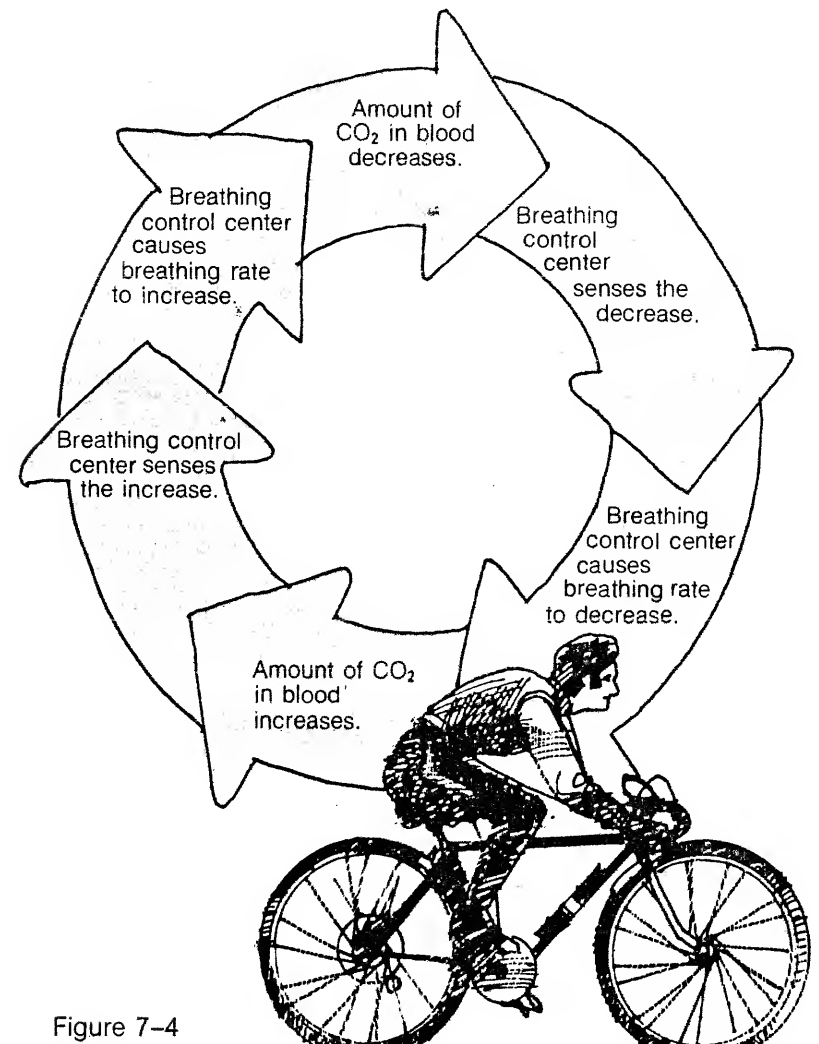 Amount of
CO₂ in blood
decreases.
Breathing
control
center
senses the
decrease.
Breathing
control center
causes
breathing rate
to decrease.
Amount of CO₂
in blood
increases.
Breathing control
center senses
the increase.
Breathing
control center
causes
breathing rate
to increase.
Figure 7–4